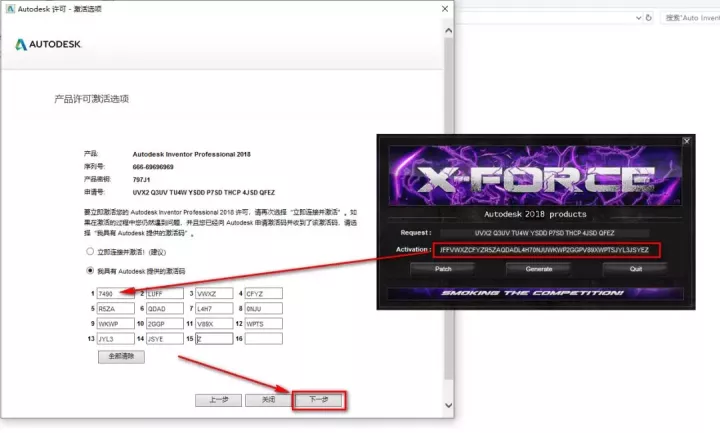 Autodesk 许可 - 激活选项
搜索"Auto Inven
AUTODESK.
产品许可激活选项
产品: Autodesk Inventor Professional 2018
序列号: 666-69696969
产品密钥: 797J1
申请号: UVX2 Q3UV TU4W YSDD P7SD THCP 4JSD QFEZ
要立即激活您的 Autodesk Inventor Professional 2018 许可，请再次选择“立即连接并激活”。如
果在激活的过程中您仍然遇到问题，并且您已经向 Autodesk 申请激活码并收到了该激活码，请选
择“我具有 Autodesk 提供的激活码”。
立即连接并激活! (建议)
我具有 Autodesk 提供的激活码
1 7490 2 LUFF 3 VWXZ 4 CFYZ
5 R5ZA 6 QDAD 7 L4H7 8 0NJU
9 WKWP 10 2GGP 11 V89X 12 WPTS
13 JYL3 14 JSYE 15 Z 16
全部清除
上一步 关闭 下一步
X-FORCE
Autodesk 2018 products
Request : UVX2 Q3UV TU4W YSDD P7SD THCP 4JSD QFEZ
Activation :
Patch Generate Quit
SMOKING THE COMPETITION!